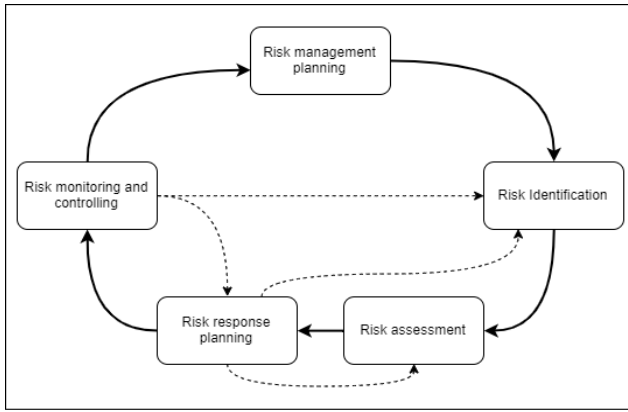 Risk management
planning
Risk monitoring and
controlling
Risk Identification
Risk response
planning
Risk assessment